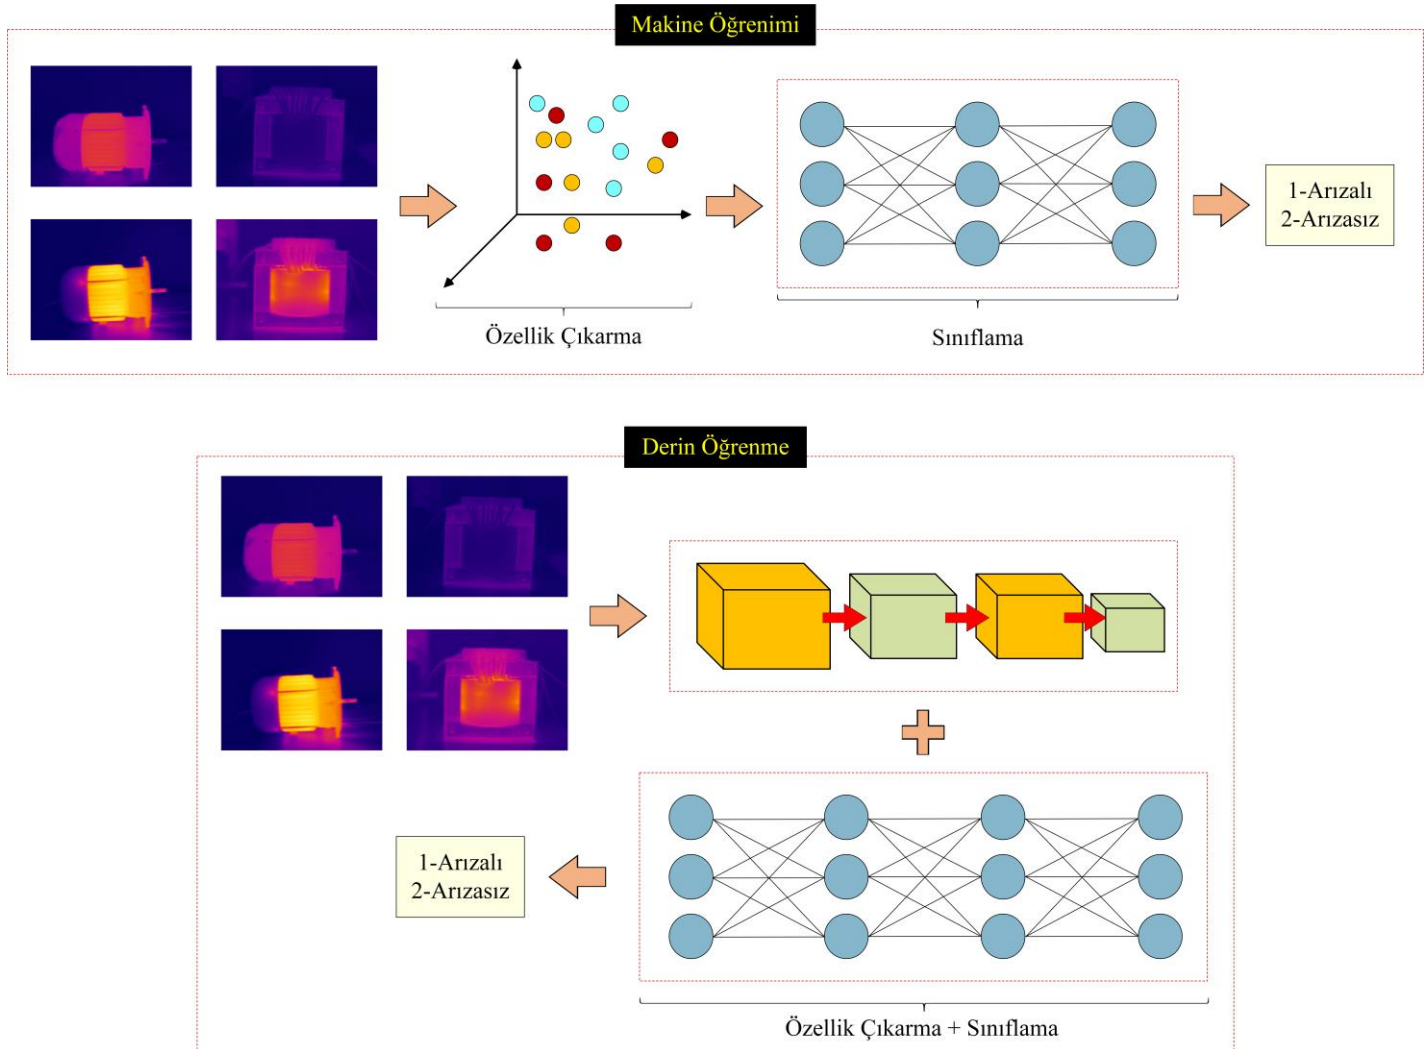 Makine Öğrenimi
Özellik Çıkarma
Sınıflama
1-Arızalı
2-Arızasız
Derin Öğrenme
1-Arızalı
2-Arızasız
Özellik Çıkarma + Sınıflama